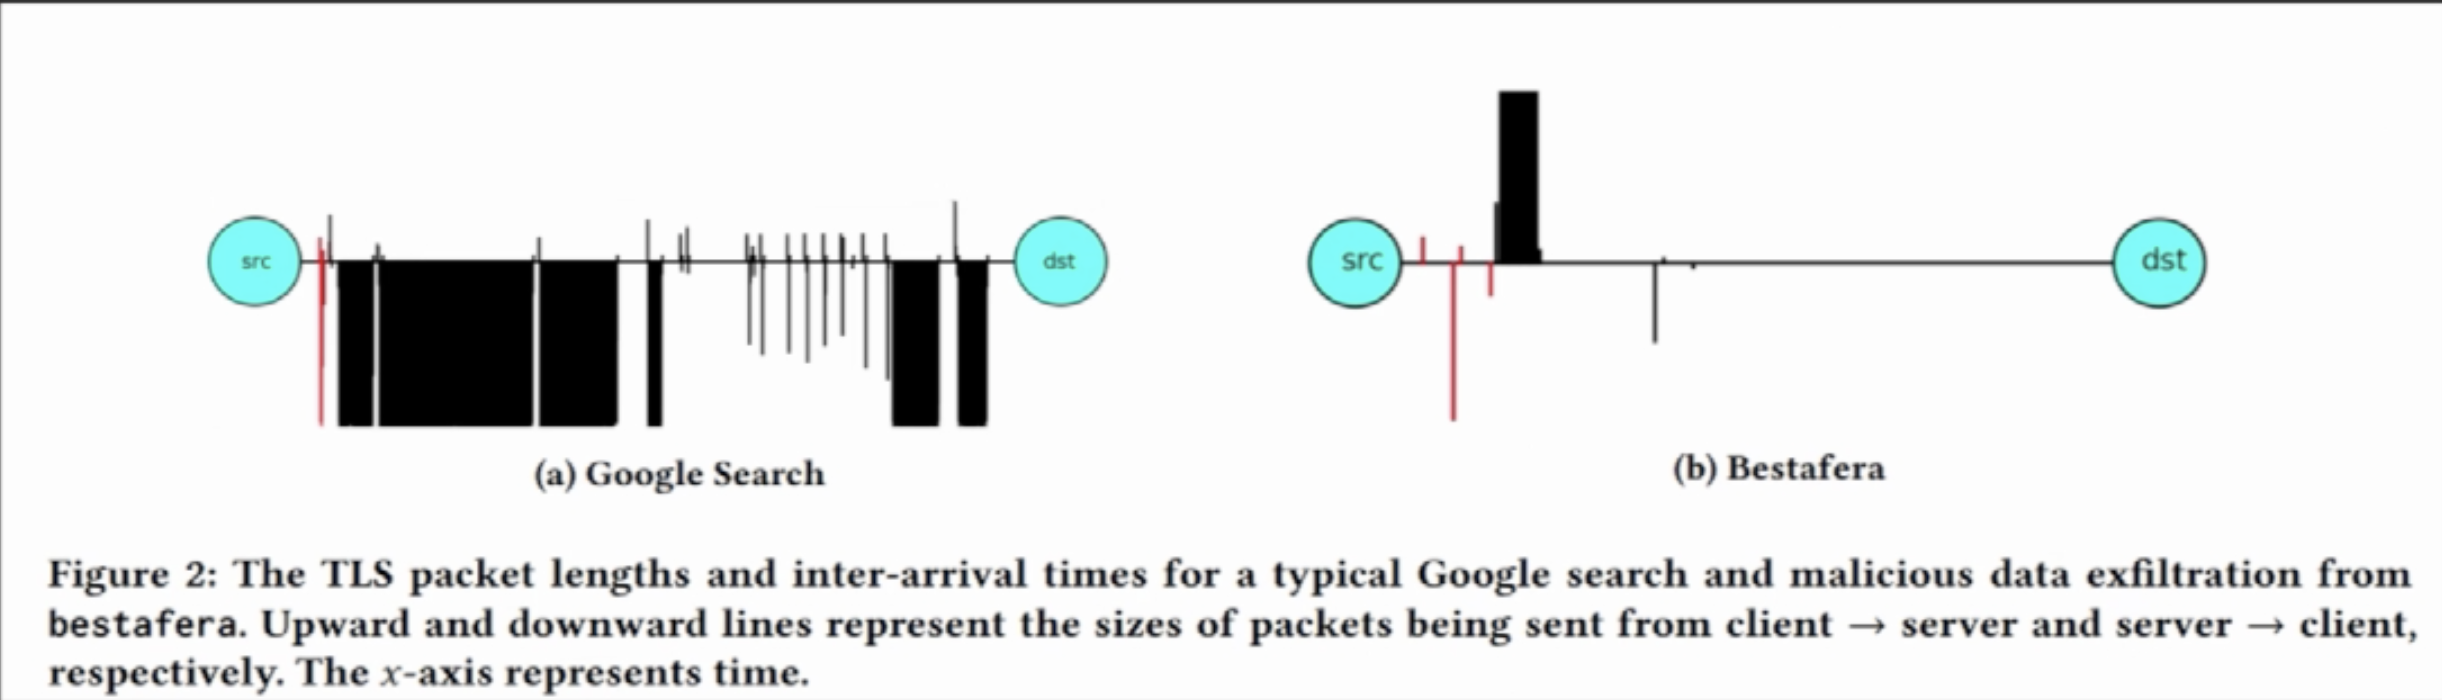 src
dst
src
dst
(a) Google Search
(b) Bestafera
Figure 2: The TLS packet lengths and inter-arrival times for a typical Google search and malicious data exfiltration from
bestafera. Upward and downward lines represent the sizes of packets being sent from client → server and server → client,
respectively. The x-axis represents time.